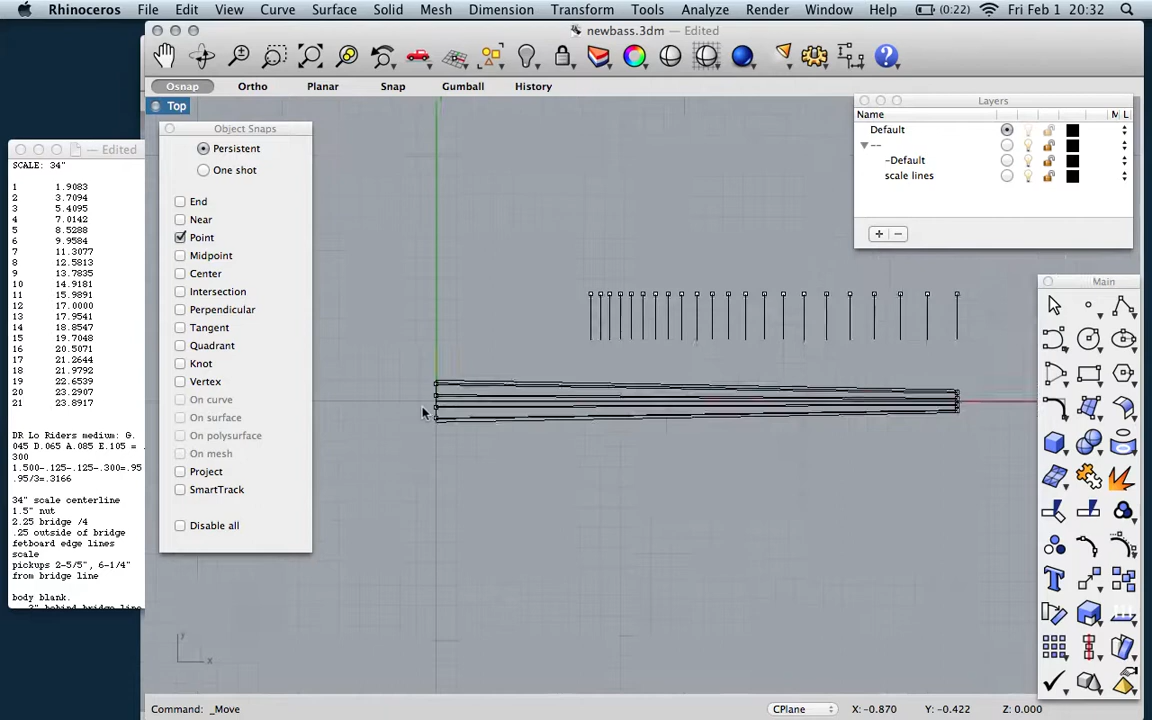 Rhinoceros File Edit View Curve Surface Solid Mesh Dimension Transform Tools Analyze Render Window Help (0:22) Fri Feb 1 20:32
newbass.3dm — Edited
Osnap Ortho Planar Snap Gumball History
Top
Object Snaps
Persistent
One shot
End
Near
Point
Midpoint
Center
Intersection
Perpendicular
Tangent
Quadrant
Knot
Vertex
On curve
On surface
On polysurface
On mesh
Project
SmartTrack
Disable all
— Edited
SCALE: 34"
1 1.9083
2 3.7094
3 5.4095
4 7.0142
5 8.5288
6 9.9584
7 11.3077
8 12.5813
9 13.7835
10 14.9181
11 15.9891
12 17.0000
13 17.9541
14 18.8547
15 19.7048
16 20.5071
17 21.2644
18 21.9792
19 22.6539
20 23.2907
21 23.8917
DR Lo Riders medium: G.
045 D.065 A.085 E.105 = .
300
1.500-.125-.125-.300=.95
.95/3=.3166
34" scale centerline
1.5" nut
2.25 bridge /4
.25 outside of bridge
fetboard edge lines
scale
pickups 2-5/5", 6-1/4"
from bridge line
body blank.
3" behind bridge line
Layers
Name M L
Default
--
-Default
scale lines
Main
y
x
Command: _Move
CPlane X: -0.870 Y: -0.422 Z: 0.000